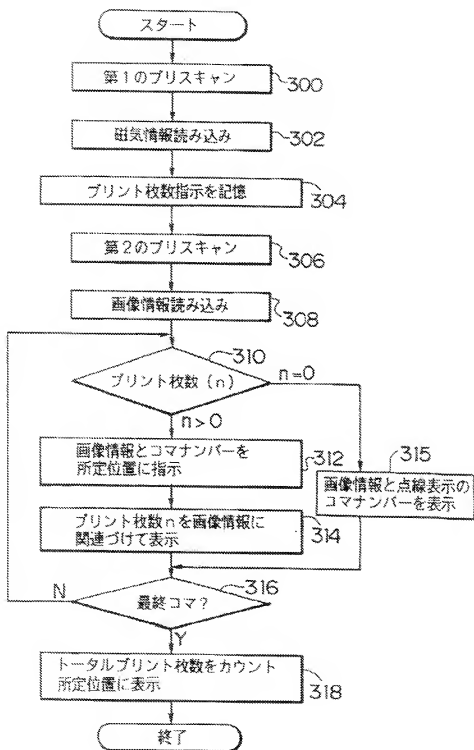 スタート
第1のプリスキャン
300
磁気情報読み込み
302
プリント枚数指示を記憶
304
第2のプリスキャン
306
画像情報読み込み
308
310
プリント枚数(n)
n=0
n>0
画像情報とコマナンバーを
所定位置に指示
312
315
画像情報と点線表示の
コマナンバーを表示
プリント枚数nを画像情報に
関連づけて表示
314
316
N
最終コマ?
Y
トータルプリント枚数をカウント
所定位置に表示
318
終了